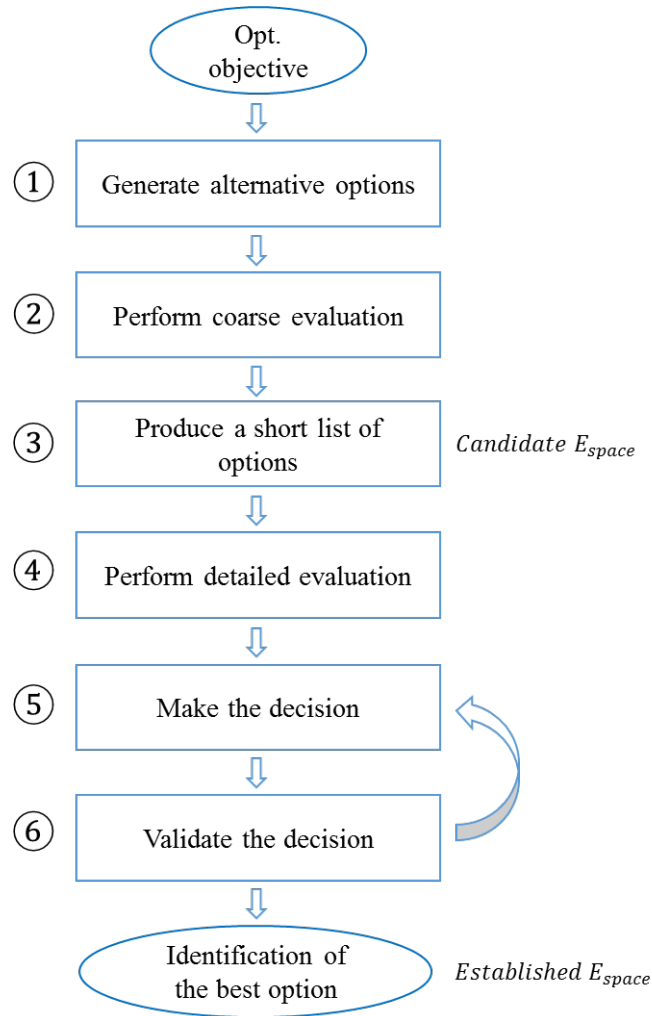 Opt.
objective
① Generate alternative options
② Perform coarse evaluation
③ Produce a short list of
options
Candidate E_space
④ Perform detailed evaluation
⑤ Make the decision
⑥ Validate the decision
Identification of
the best option
Established E_space